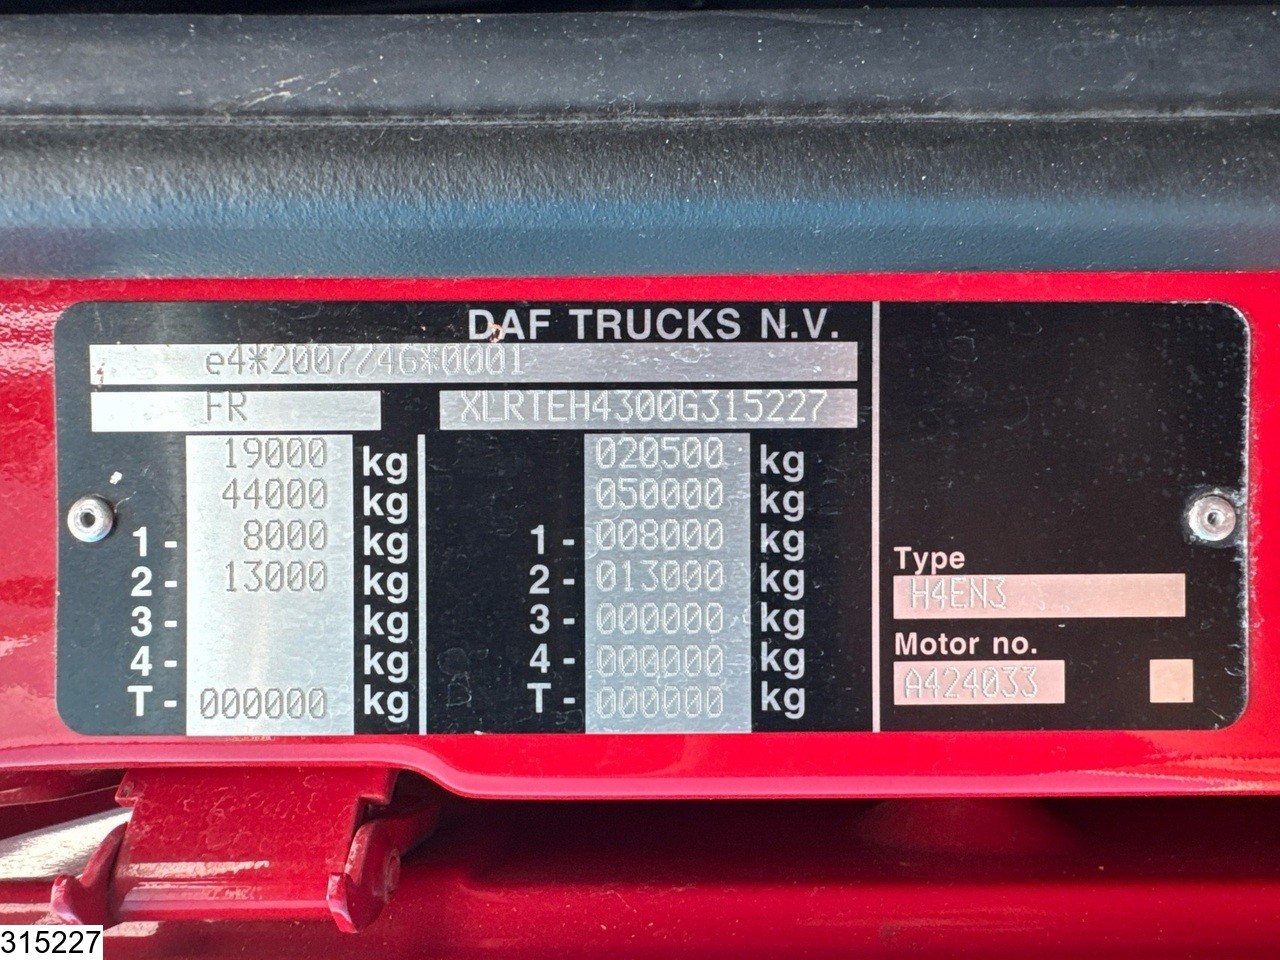 DAF TRUCKS N.V.
e4*2007/46*0001
FR XLRTEH4300G315227
19000 kg 020500 kg
44000 kg 050000 kg
1- 8000 kg 1- 008000 kg
2- 13000 kg 2- 013000 kg
3- kg 3- 000000 kg
4- kg 4- 000000 kg
T- 000000 kg T- 000000 kg
Type
H4EN3
Motor no.
A424033
315227